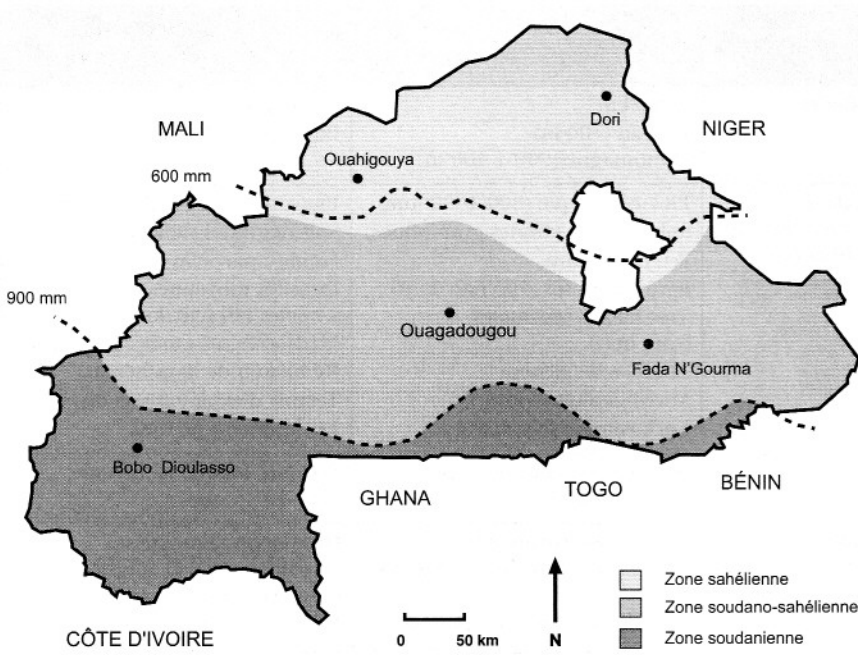 MALI
NIGER
Dori
Ouahigouya
600 mm
900 mm
Ouagadougou
Fada N'Gourma
Bobo Dioulasso
GHANA
TOGO
BÉNIN
CÔTE D'IVOIRE
0 50 km
N
Zone sahélienne
Zone soudano-sahélienne
Zone soudanienne